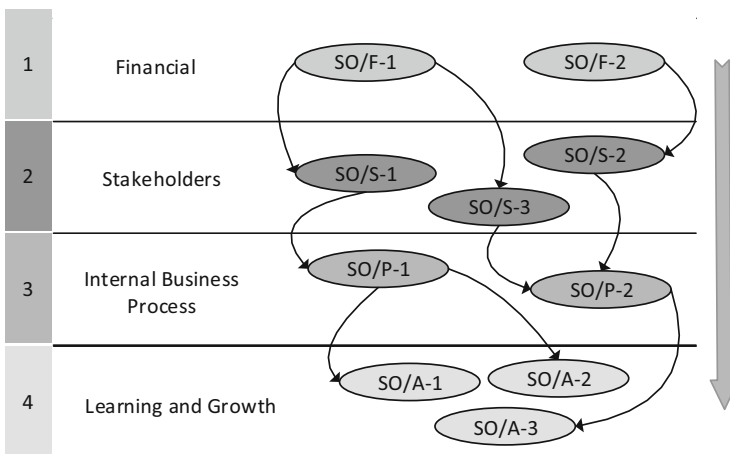 1
Financial
SO/F-1
SO/F-2
2
Stakeholders
SO/S-1
SO/S-2
SO/S-3
3
Internal Business
Process
SO/P-1
SO/P-2
4
Learning and Growth
SO/A-1
SO/A-2
SO/A-3